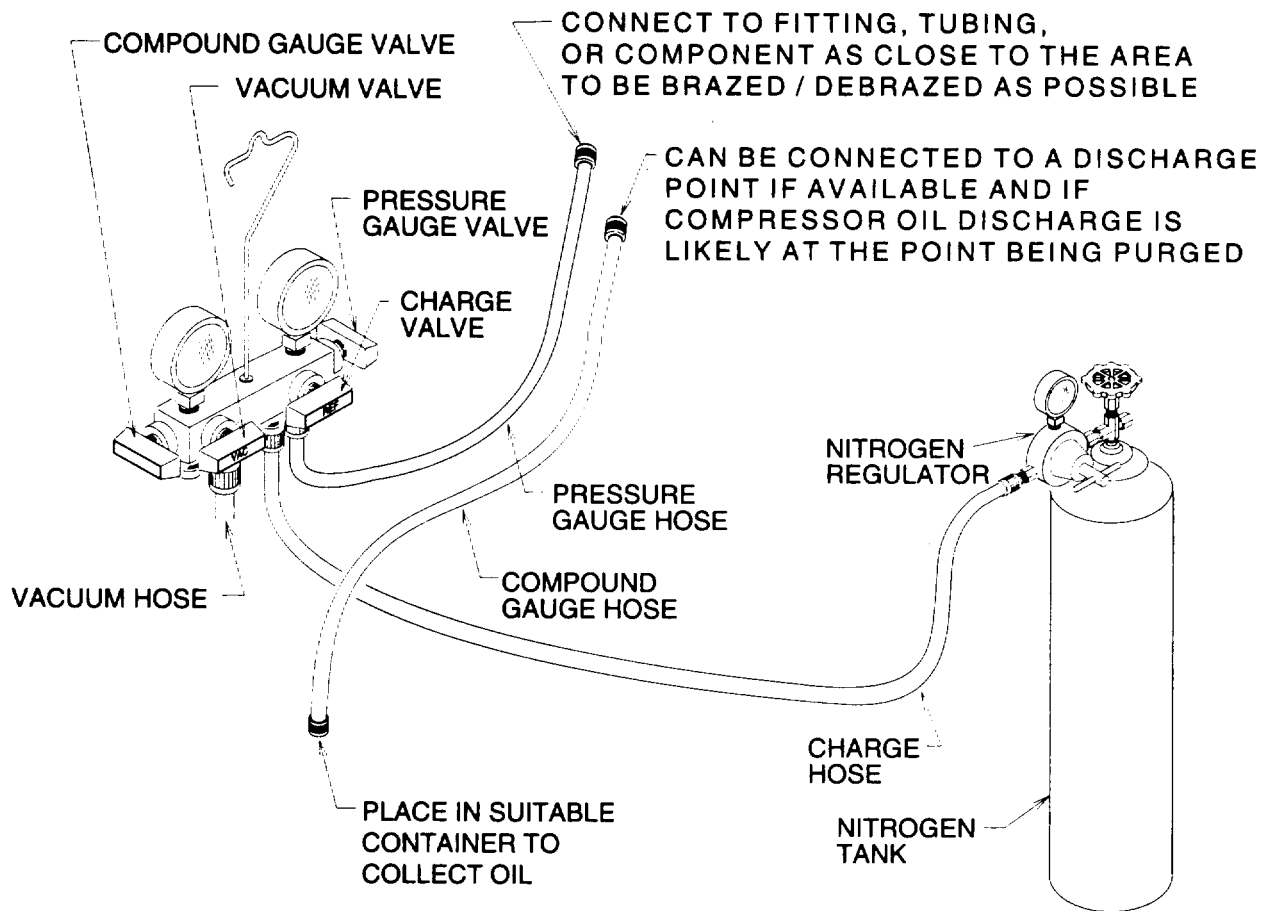 COMPOUND GAUGE VALVE
VACUUM VALVE
CONNECT TO FITTING, TUBING,
OR COMPONENT AS CLOSE TO THE AREA
TO BE BRAZED / DEBRAZED AS POSSIBLE
CAN BE CONNECTED TO A DISCHARGE
POINT IF AVAILABLE AND IF
COMPRESSOR OIL DISCHARGE IS
LIKELY AT THE POINT BEING PURGED
PRESSURE
GAUGE VALVE
CHARGE
VALVE
REF
VAC
NITROGEN
REGULATOR
PRESSURE
GAUGE HOSE
COMPOUND
GAUGE HOSE
VACUUM HOSE
CHARGE
HOSE
PLACE IN SUITABLE
CONTAINER TO
COLLECT OIL
NITROGEN
TANK